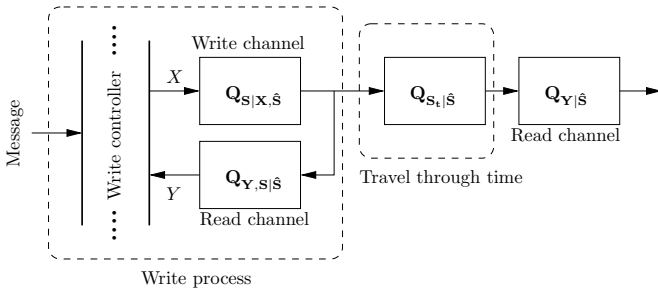 Message
Write controller
X
Y
Write channel
Q_{S|X,Ŝ}
Q_{Y,S|Ŝ}
Read channel
Write process
Q_{S_t|Ŝ}
Travel through time
Q_{Y|Ŝ}
Read channel